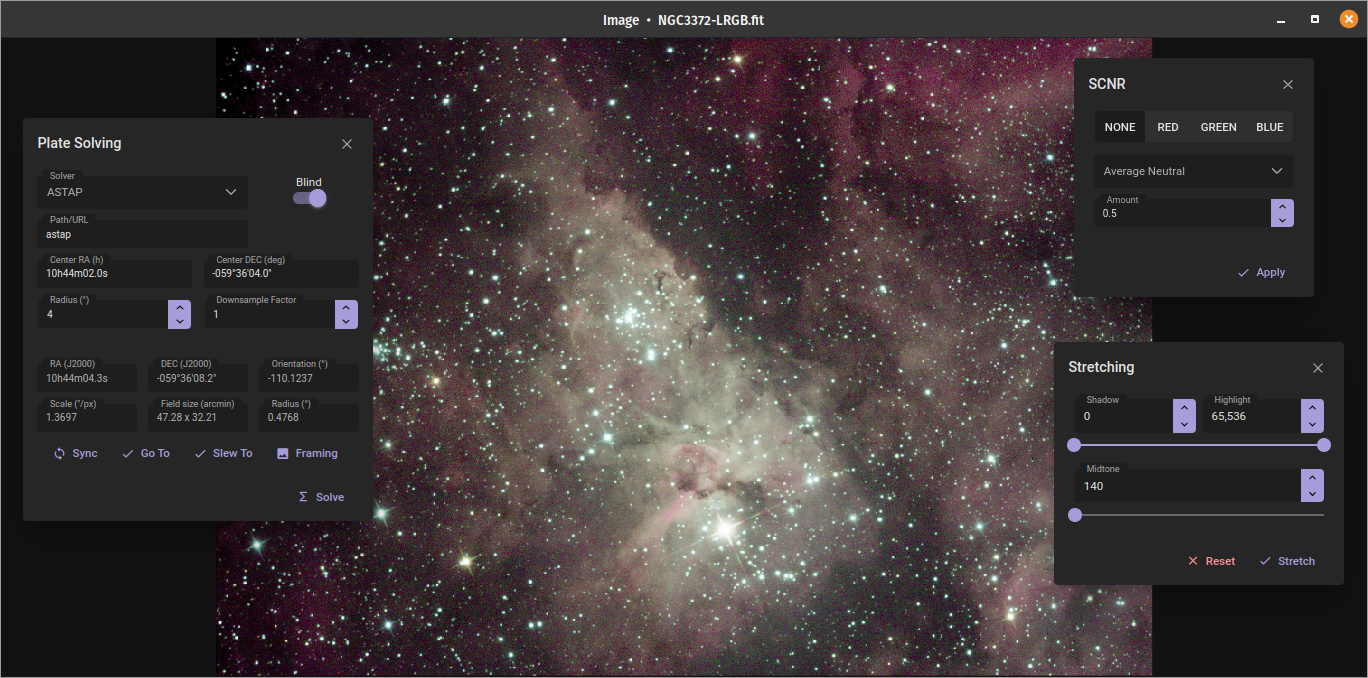 Image • NGC3372-LRGB.fit
Plate Solving
Solver
ASTAP
Blind
Path/URL
astap
Center RA (h)
10h44m02.0s
Center DEC (deg)
-059°36'04.0"
Radius (°)
4
Downsample Factor
1
RA (J2000)
10h44m04.3s
DEC (J2000)
-059°36'08.2"
Orientation (°)
-110.1237
Scale ("/px)
1.3697
Field size (arcmin)
47.28 x 32.21
Radius (°)
0.4768
Sync
Go To
Slew To
Framing
Solve
SCNR
NONE RED GREEN BLUE
Average Neutral
Amount
0.5
Apply
Stretching
Shadow
0
Highlight
65,536
Midtone
140
Reset
Stretch